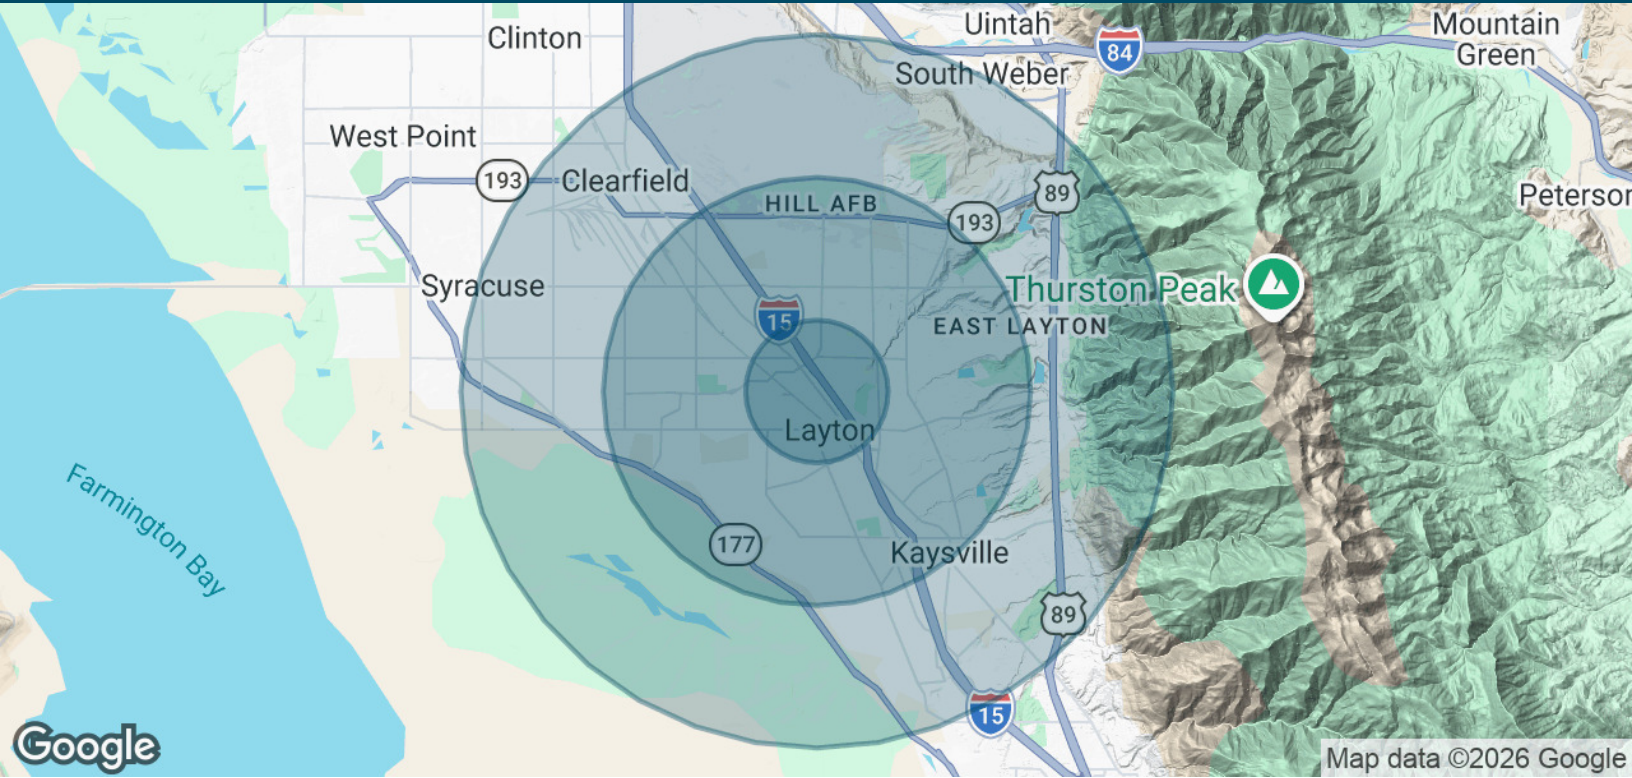 Clinton
Uintah
84
Mountain
Green
South Weber
West Point
193
Clearfield
HILL AFB
193
89
Peterson
Syracuse
Thurston Peak
15
EAST LAYTON
Layton
Farmington Bay
177
Kaysville
89
15
Google
Map data ©2026 Google